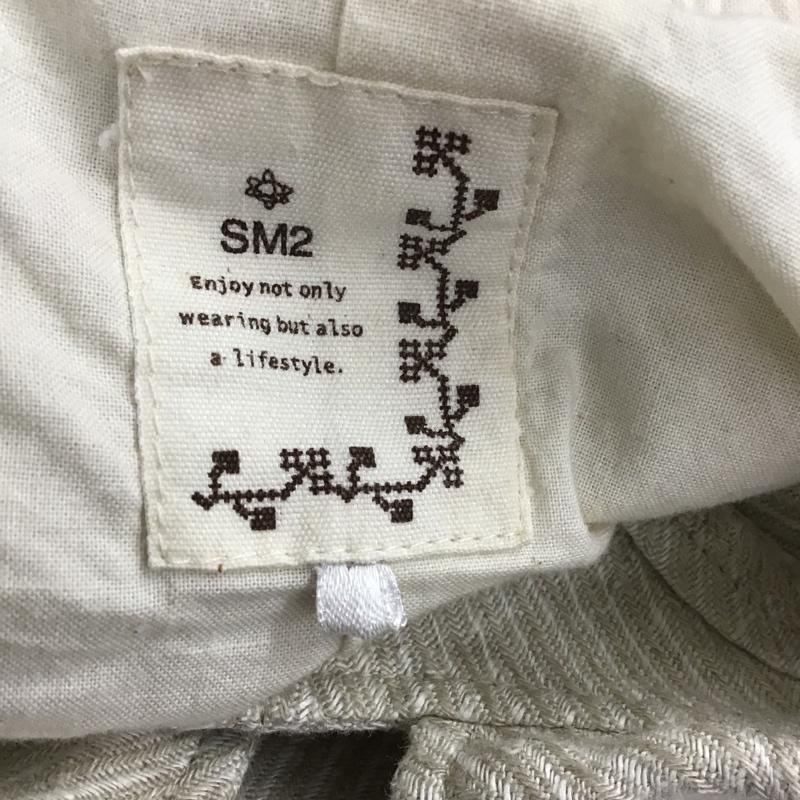 SM2
Enjoy not only
wearing but also
a lifestyle.